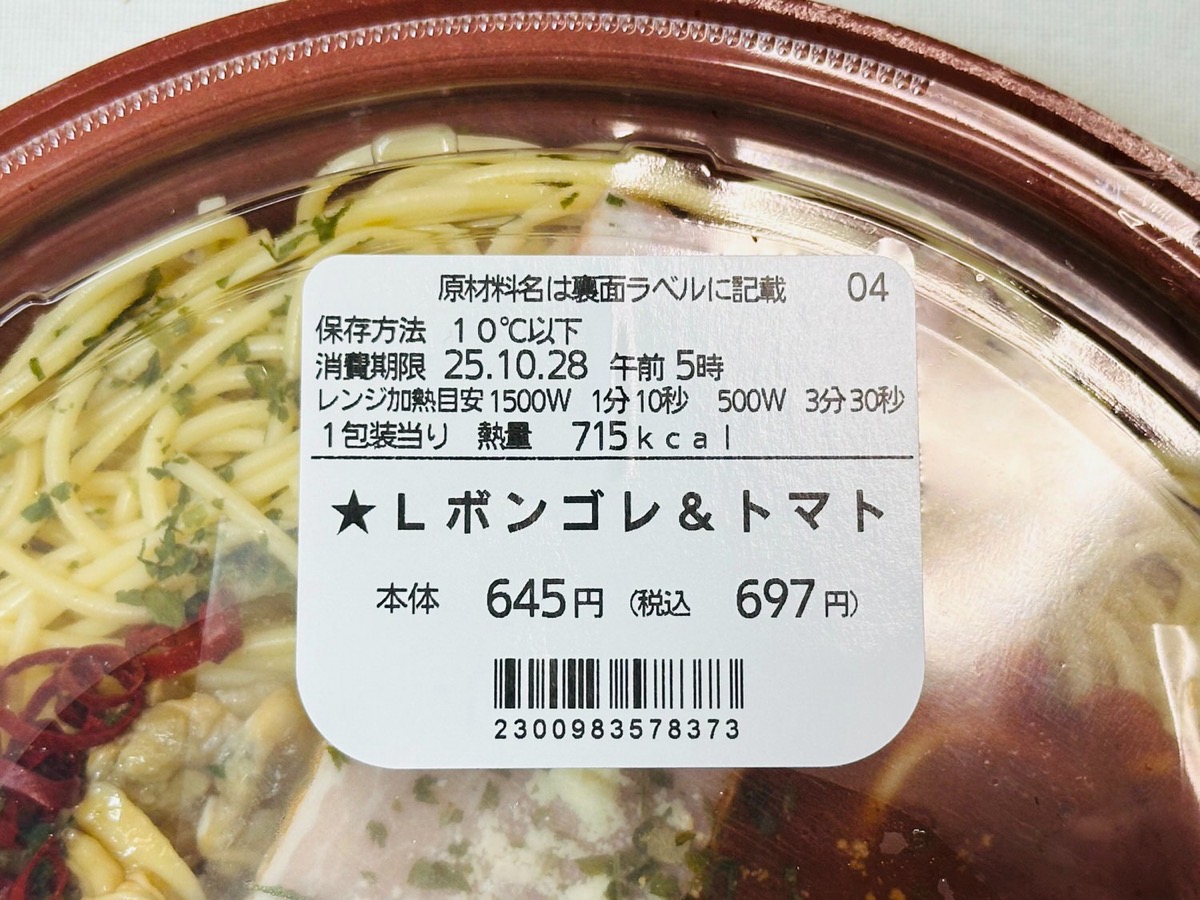 原材料名は裏面ラベルに記載 04
保存方法 10℃以下
消費期限 25.10.28 午前 5時
レンジ加熱目安 1500W 1分10秒 500W 3分30秒
1包装当り 熱量 715kcal
★Lボンゴレ&トマト
本体 645円 (税込 697円)
2300983578373